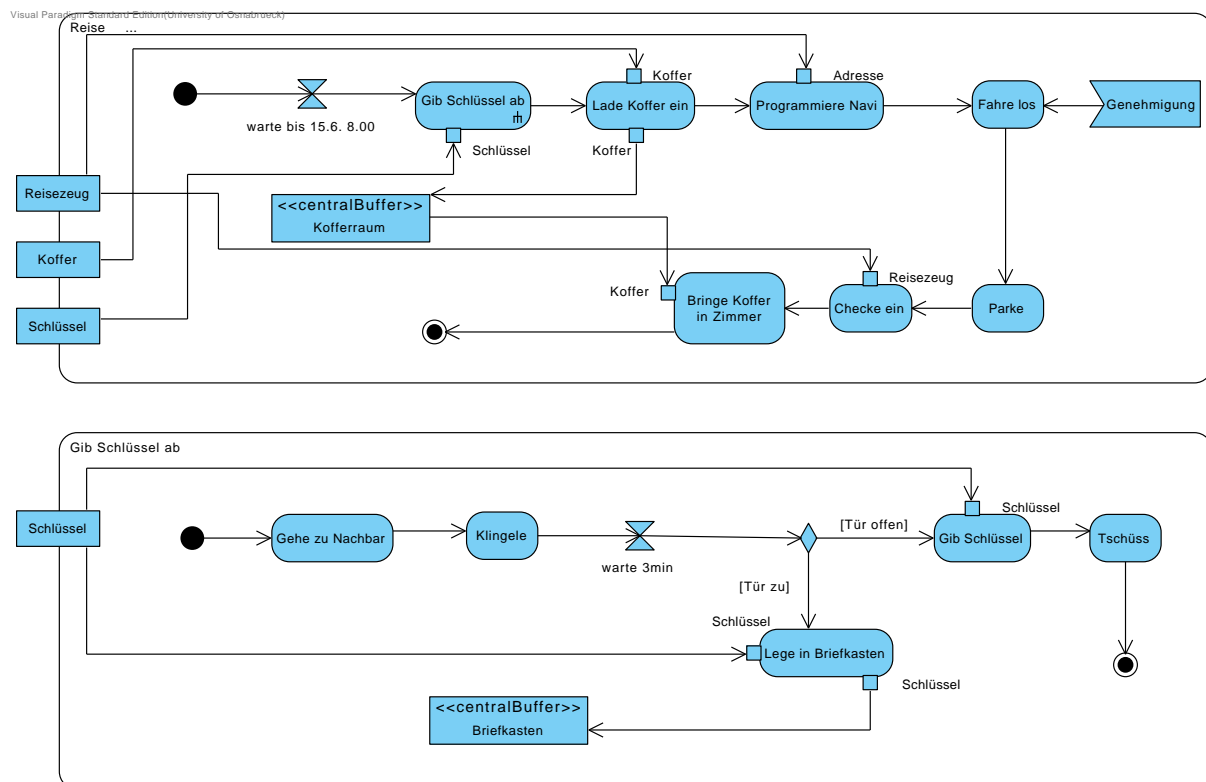 Visual Paradigm Standard Edition(University of Osnabrueck)
Reise ...
Koffer
Adresse
Gib Schlüssel ab
Lade Koffer ein
Programmiere Navi
Fahre los
Genehmigung
warte bis 15.6. 8.00
Schlüssel
Koffer
Reisezeug
<<centralBuffer>>
Kofferraum
Koffer
Koffer
Reisezeug
Bringe Koffer
in Zimmer
Checke ein
Parke
Schlüssel
Gib Schlüssel ab
Schlüssel
Schlüssel
Gehe zu Nachbar
Klingele
warte 3min
[Tür offen]
Gib Schlüssel
Tschüss
[Tür zu]
Schlüssel
Lege in Briefkasten
Schlüssel
<<centralBuffer>>
Briefkasten